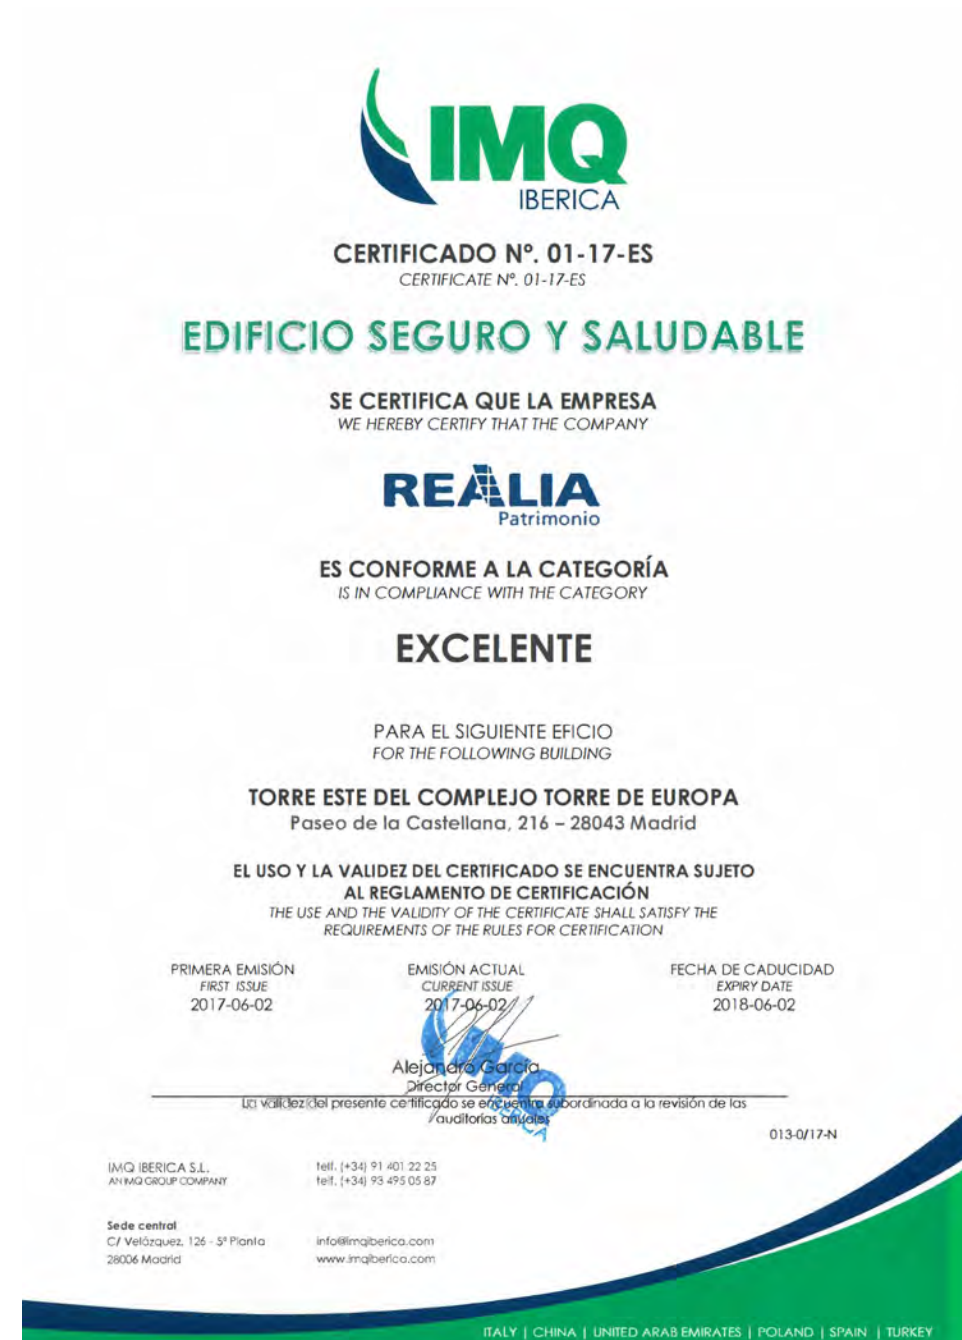 IMQ
IBERICA
CERTIFICADO Nº. 01-17-ES
CERTIFICATE Nº. 01-17-ES
EDIFICIO SEGURO Y SALUDABLE
SE CERTIFICA QUE LA EMPRESA
WE HEREBY CERTIFY THAT THE COMPANY
REALIA
Patrimonio
ES CONFORME A LA CATEGORÍA
IS IN COMPLIANCE WITH THE CATEGORY
EXCELENTE
PARA EL SIGUIENTE EFICIO
FOR THE FOLLOWING BUILDING
TORRE ESTE DEL COMPLEJO TORRE DE EUROPA
Paseo de la Castellana, 216 – 28043 Madrid
EL USO Y LA VALIDEZ DEL CERTIFICADO SE ENCUENTRA SUJETO
AL REGLAMENTO DE CERTIFICACIÓN
THE USE AND THE VALIDITY OF THE CERTIFICATE SHALL SATISFY THE
REQUIREMENTS OF THE RULES FOR CERTIFICATION
PRIMERA EMISIÓN EMISIÓN ACTUAL FECHA DE CADUCIDAD
FIRST ISSUE CURRENT ISSUE EXPIRY DATE
2017-06-02 2017-06-02 2018-06-02
Alejandro García
Director General
IMQ
IBERICA
La validez del presente certificado se encuentra subordinada a la revisión de las
auditorias anuales
013-0/17-N
IMQ IBERICA S.L. telf. (+34) 91 401 22 25
AN IMQ GROUP COMPANY telf. (+34) 93 495 05 87
Sede central
C/ Velázquez, 126 - 5ª Planta info@imqiberica.com
28006 Madrid www.imqiberica.com
ITALY | CHINA | UNITED ARAB EMIRATES | POLAND | SPAIN | TURKEY